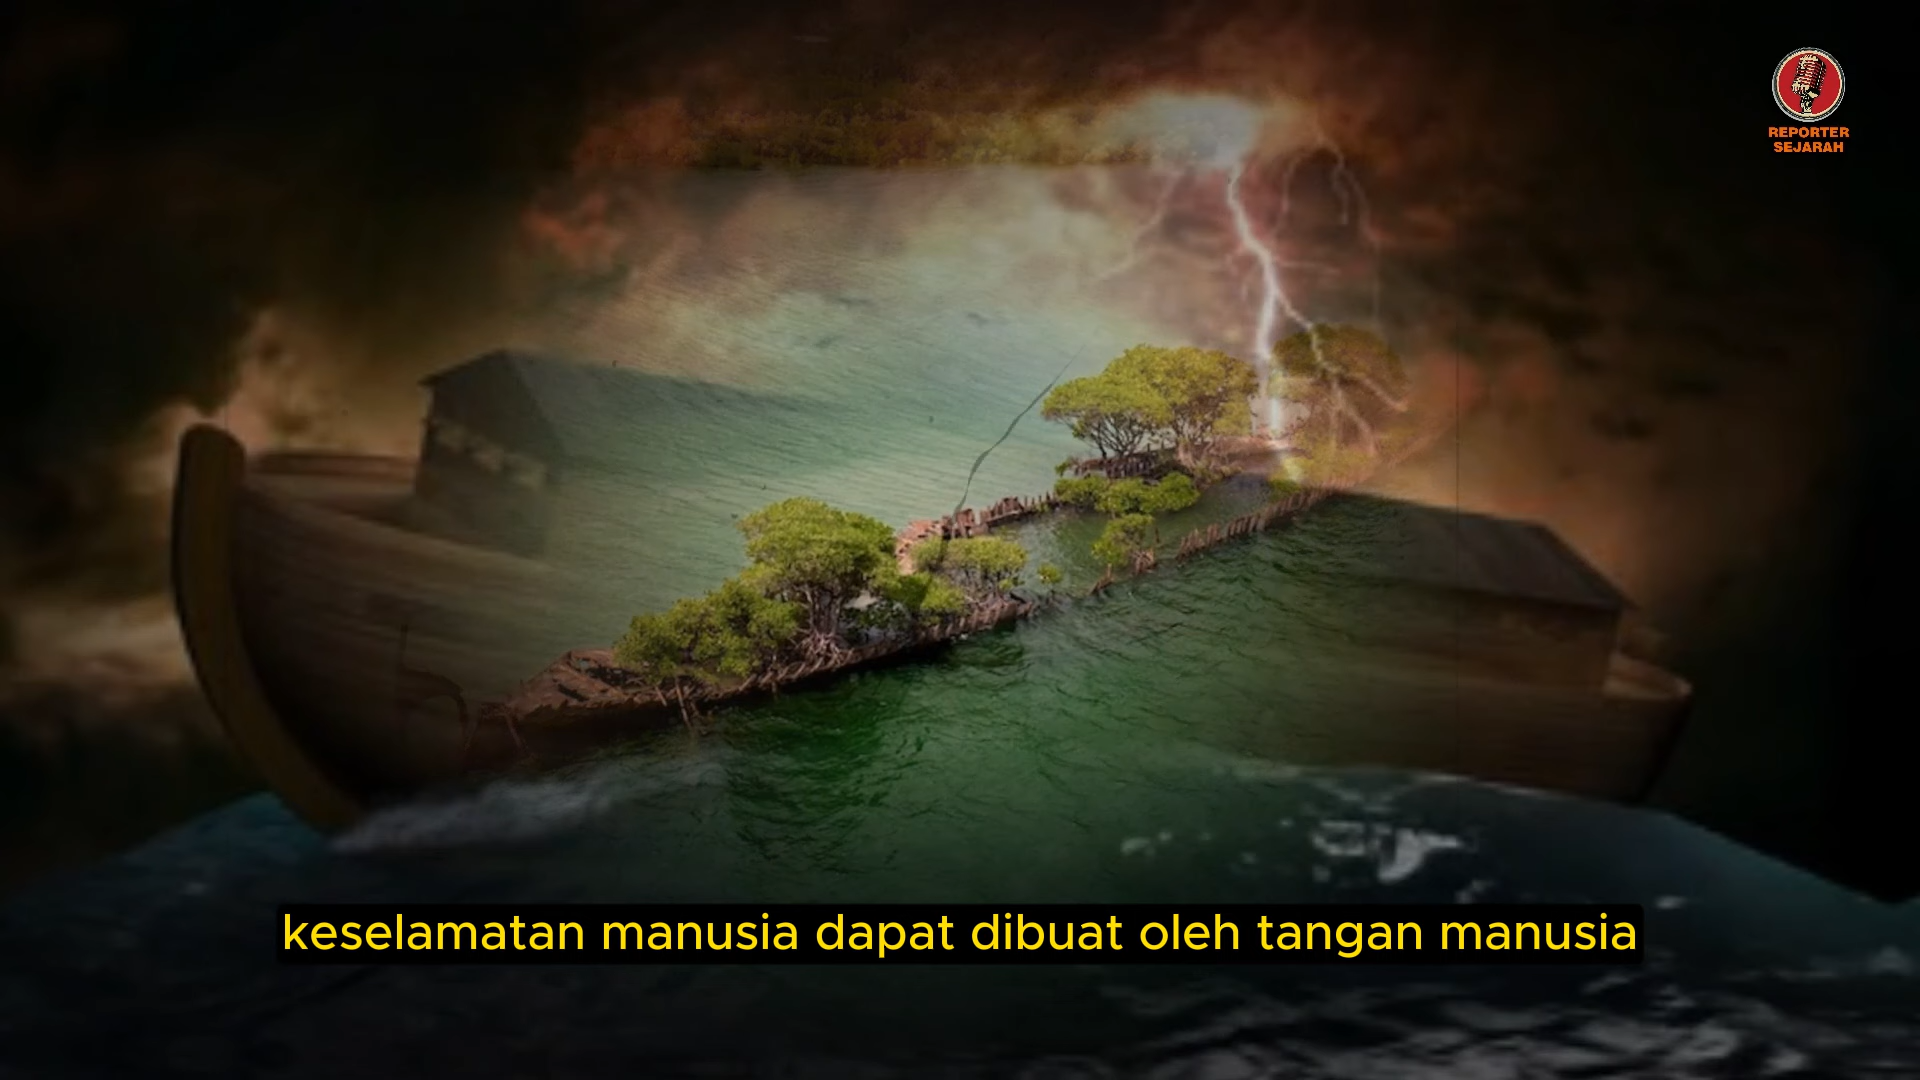 REPORTER
SEJARAH
keselamatan manusia dapat dibuat oleh tangan manusia